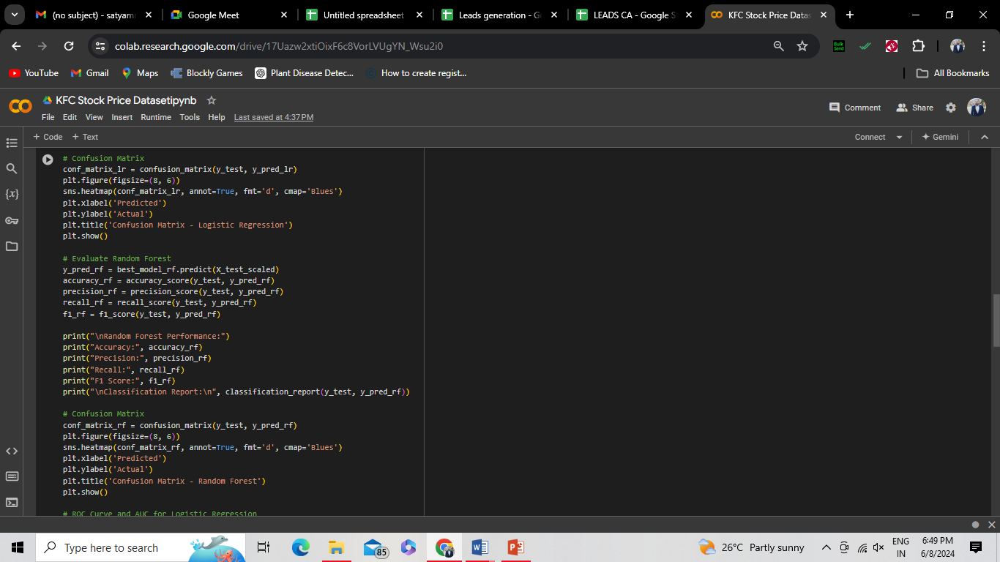 (no subject) - satyam
Google Meet
Untitled spreadsheet
Leads generation - G
LEADS CA - Google S
KFC Stock Price Datas
colab.research.google.com/drive/17Uazw2xtiOixF6c8VorLVUgYN_Wsu2i0
Bulk Send
YouTube
Gmail
Maps
Blockly Games
Plant Disease Detec...
How to create regist...
All Bookmarks
KFC Stock Price Datasetipynb
File Edit View Insert Runtime Tools Help Last saved at 4:37 PM
Comment
Share
+ Code + Text
Connect
Gemini
# Confusion Matrix
conf_matrix_lr = confusion_matrix(y_test, y_pred_lr)
plt.figure(figsize=(8, 6))
sns.heatmap(conf_matrix_lr, annot=True, fmt='d', cmap='Blues')
plt.xlabel('Predicted')
plt.ylabel('Actual')
plt.title('Confusion Matrix - Logistic Regression')
plt.show()
# Evaluate Random Forest
y_pred_rf = best_model_rf.predict(X_test_scaled)
accuracy_rf = accuracy_score(y_test, y_pred_rf)
precision_rf = precision_score(y_test, y_pred_rf)
recall_rf = recall_score(y_test, y_pred_rf)
f1_rf = f1_score(y_test, y_pred_rf)
print("\nRandom Forest Performance:")
print("Accuracy:", accuracy_rf)
print("Precision:", precision_rf)
print("Recall:", recall_rf)
print("F1 Score:", f1_rf)
print("\nClassification Report:\n", classification_report(y_test, y_pred_rf))
# Confusion Matrix
conf_matrix_rf = confusion_matrix(y_test, y_pred_rf)
plt.figure(figsize=(8, 6))
sns.heatmap(conf_matrix_rf, annot=True, fmt='d', cmap='Blues')
plt.xlabel('Predicted')
plt.ylabel('Actual')
plt.title('Confusion Matrix - Random Forest')
plt.show()
# ROC Curve and AUC for Logistic Regression
Type here to search
85
26°C Partly sunny
ENG
IN
6:49 PM
6/8/2024